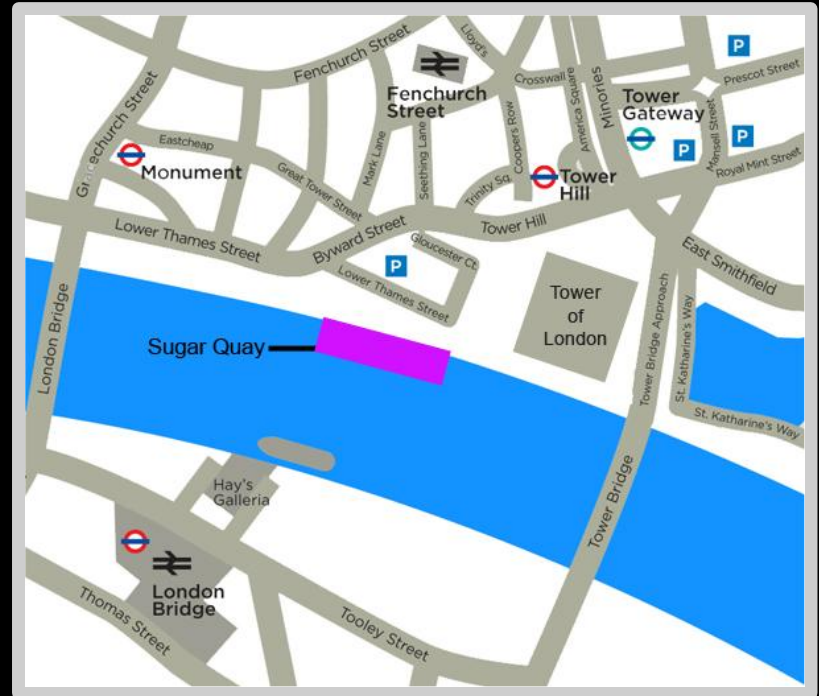 Fenchurch Street
Lloyd's
Fenchurch
Street
Crosswall
P
Prescot Street
Minories
America Square
Tower
Gateway
P
P
Mansell Street
Royal Mint Street
Gracechurch Street
Eastcheap
Monument
Great Tower Street
Mark Lane
Seething Lane
Coopers Row
Trinity Sq.
Tower
Hill
Tower Hill
Lower Thames Street
Byward Street
Gloucester Ct.
P
Lower Thames Street
East Smithfield
Tower
of
London
Tower Bridge Approach
St. Katharine's Way
St. Katharine's Way
London Bridge
Sugar Quay
Hay's
Galleria
Tower Bridge
London
Bridge
Thomas Street
Tooley Street